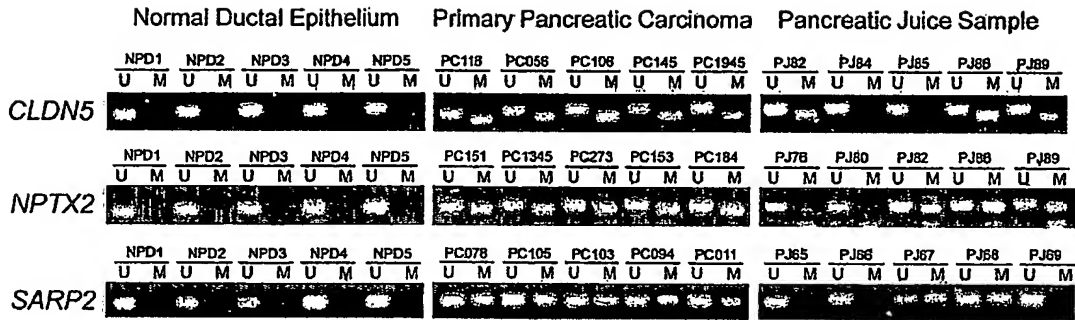 Normal Ductal Epithelium Primary Pancreatic Carcinoma Pancreatic Juice Sample
NPD1 NPD2 NPD3 NPD4 NPD5 PC118 PC056 PC106 PC145 PC1945 PJ82 PJ84 PJ85 PJ88 PJ89
U M U M U M U M U M U M U M U M U M U M U M U M U M U M U M
CLDN5
NPD1 NPD2 NPD3 NPD4 NPD5 PC151 PC1345 PC273 PC153 PC184 PJ76 PJ80 PJ82 PJ88 PJ89
U M U M U M U M U M U M U M U M U M U M U M U M U M U M U M
NPTX2
NPD1 NPD2 NPD3 NPD4 NPD5 PC078 PC105 PC103 PC094 PC011 PJ65 PJ66 PJ67 PJ68 PJ69
U M U M U M U M U M U M U M U M U M U M U M U M U M U M U M
SARP2